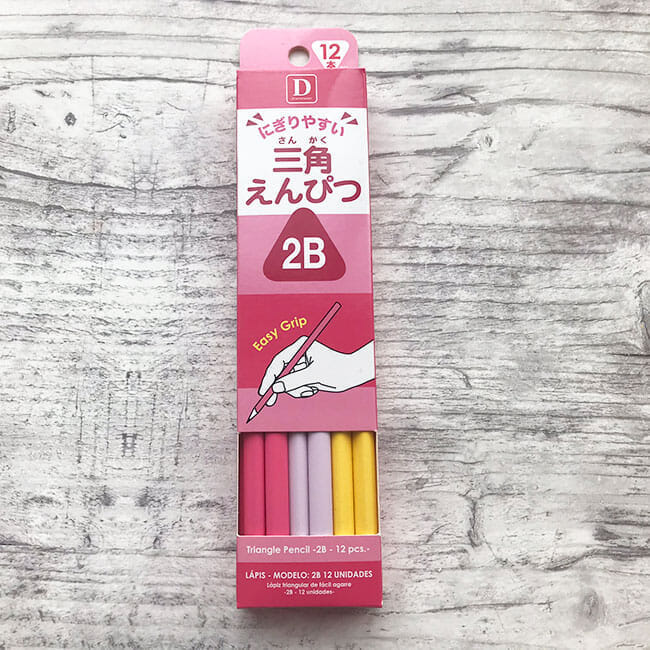 12
本
D
にぎりやすい
さん かく
三角
えんぴつ
2B
Easy Grip
Triangle Pencil -2B - 12 pcs.-
LÁPIS - MODELO: 2B 12 UNIDADES
Lápiz triangular de fácil agarre
-2B - 12 unidades-